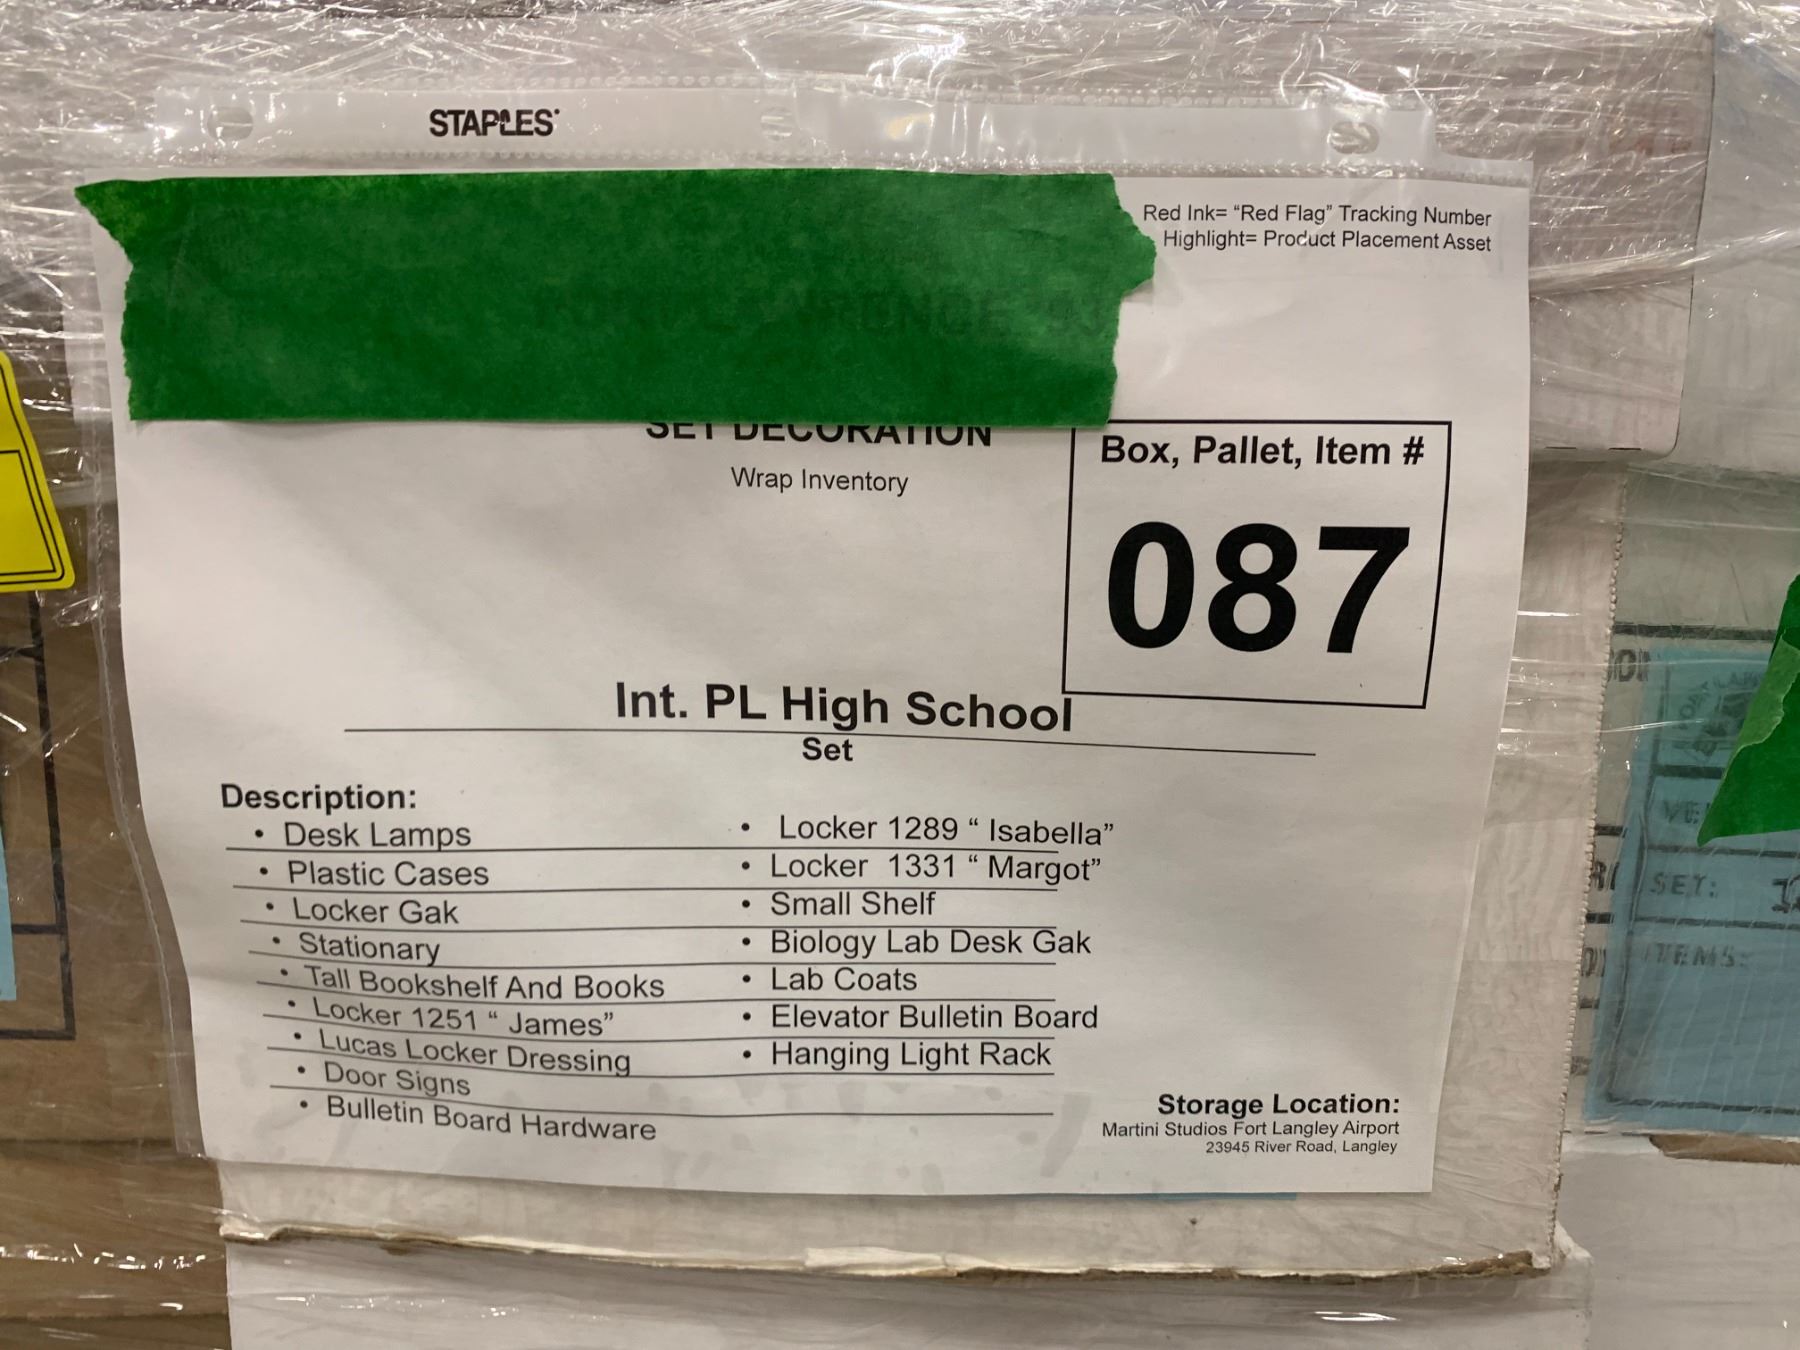 STAPLES
Red Ink= “Red Flag” Tracking Number
Highlight= Product Placement Asset
SET DECORATION
Wrap Inventory
Box, Pallet, Item #
087
Int. PL High School
Set
Description:
• Desk Lamps
• Plastic Cases
• Locker Gak
• Stationary
• Tall Bookshelf And Books
• Locker 1251 “ James”
• Lucas Locker Dressing
• Door Signs
• Bulletin Board Hardware
• Locker 1289 “ Isabella”
• Locker 1331 “ Margot”
• Small Shelf
• Biology Lab Desk Gak
• Lab Coats
• Elevator Bulletin Board
• Hanging Light Rack
Storage Location:
Martini Studios Fort Langley Airport
23945 River Road, Langley
SET:
ITEMS: